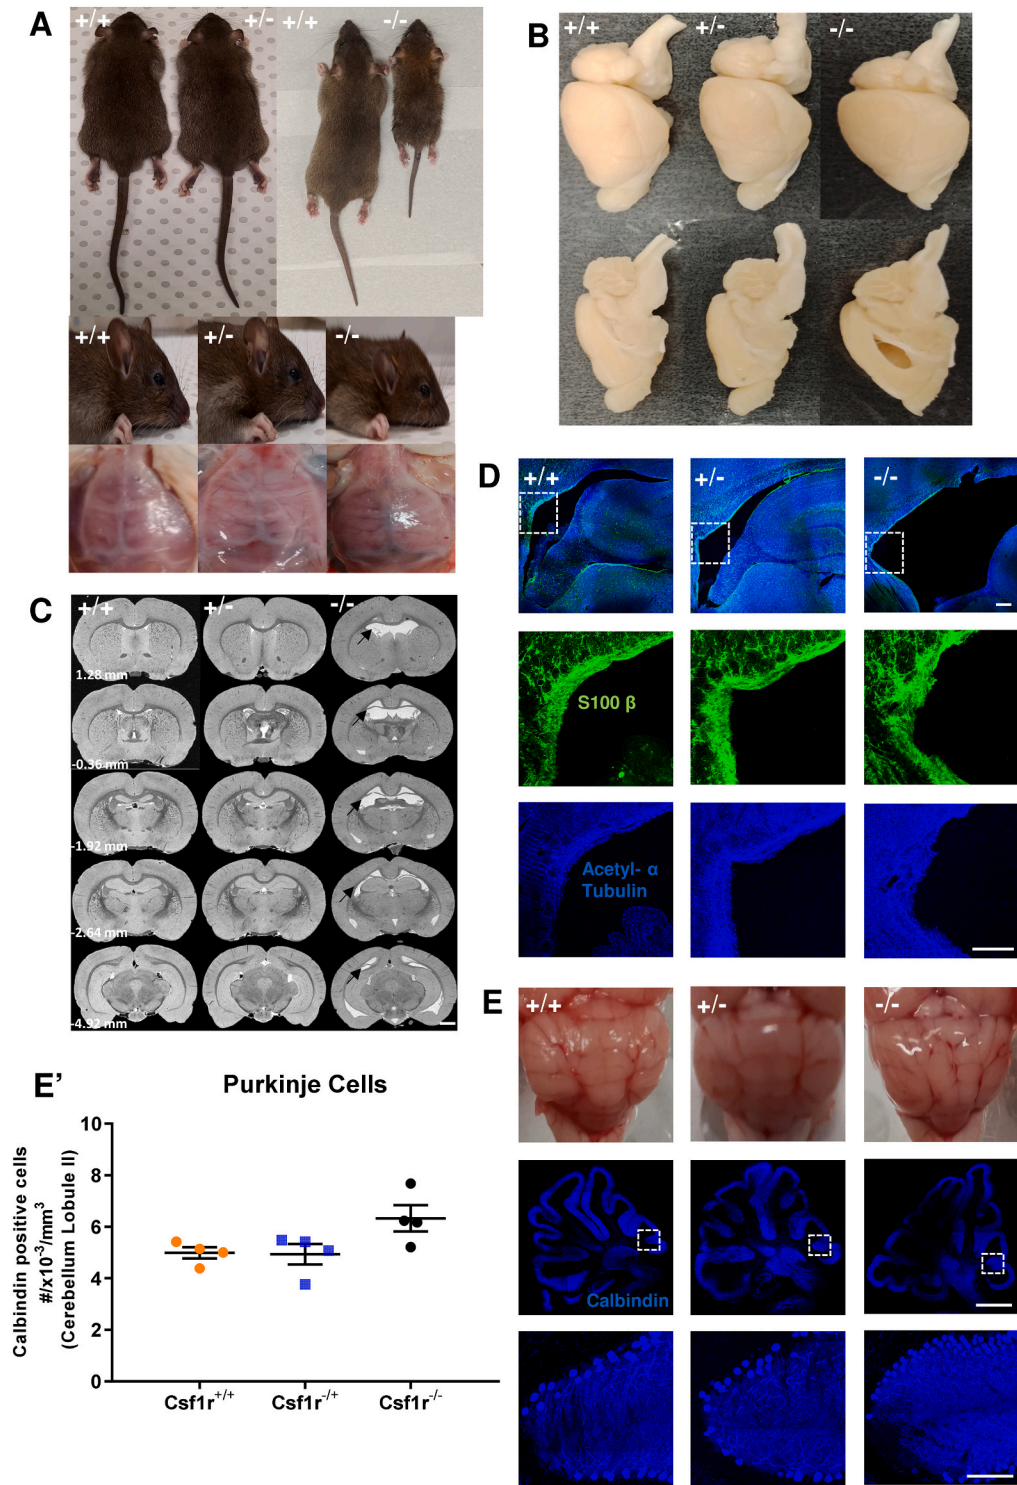 A
+/+
+/-
+/+
-/-
+/+
+/-
-/-
B
+/+
+/-
-/-
C
+/+
+/-
-/-
1.28 mm
-0.36 mm
-1.92 mm
-2.64 mm
-4.92 mm
D
+/+
+/-
-/-
S100 β
Acetyl- α
Tubulin
E
+/+
+/-
-/-
Calbindin
E'
Purkinje Cells
Calbindin positive cells
#/x10⁻³/mm³
(Cerebellum Lobule II)
10
8
6
4
2
0
Csf1r⁺/⁺
Csf1r⁻/⁺
Csf1r⁻/⁻